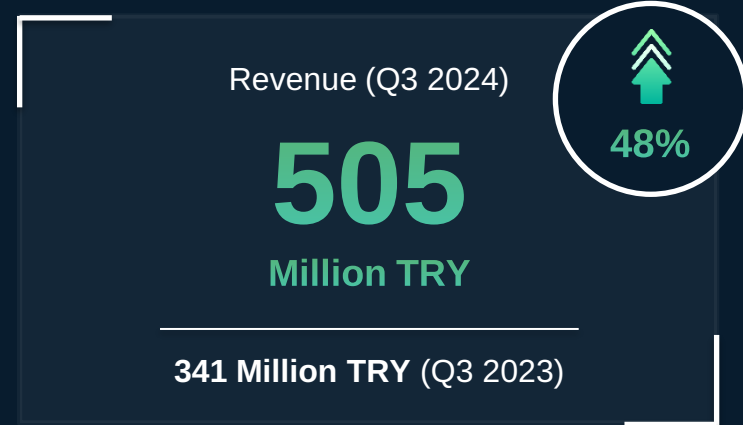 Revenue (Q3 2024)
48%
505
Million TRY
341 Million TRY (Q3 2023)